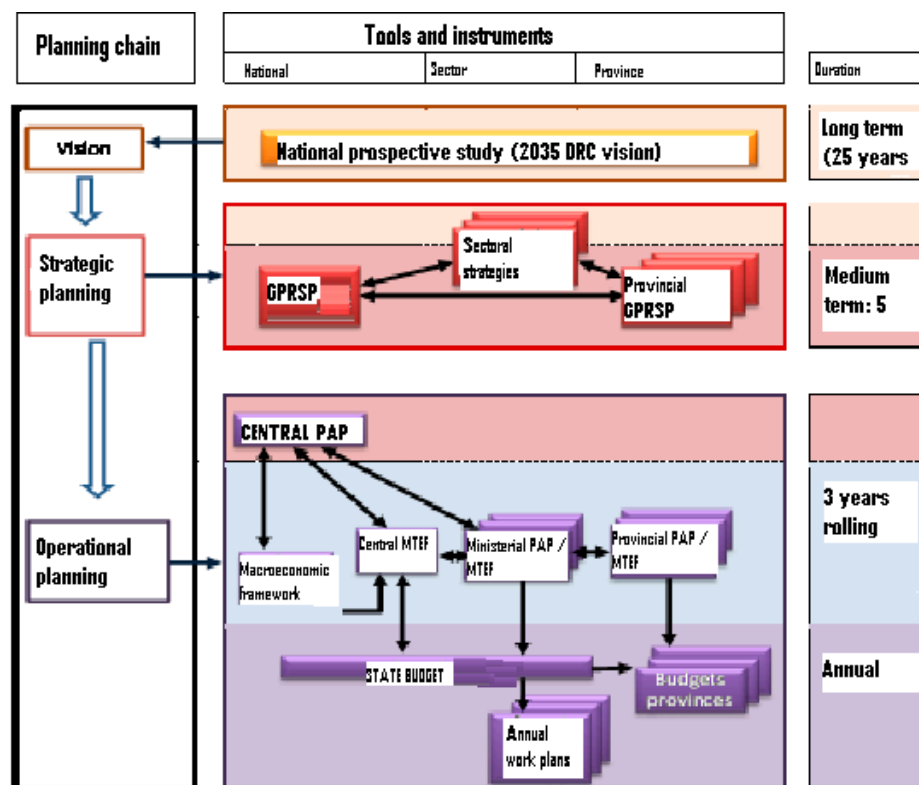 Planning chain
Tools and instruments
National
Sector
Province
Duration
Vision
National prospective study (2035 DRC vision)
Long term
(25 years
Strategic
planning
GPRSP
Sectoral
strategies
Provincial
GPRSP
Medium
term: 5
CENTRAL PAP
Operational
planning
Macroeconomic
framework
Central MTEF
Ministerial PAP /
MTEF
Provincial PAP /
MTEF
3 years
rolling
STATE BUDGET
Budgets
provinces
Annual
work plans
Annual